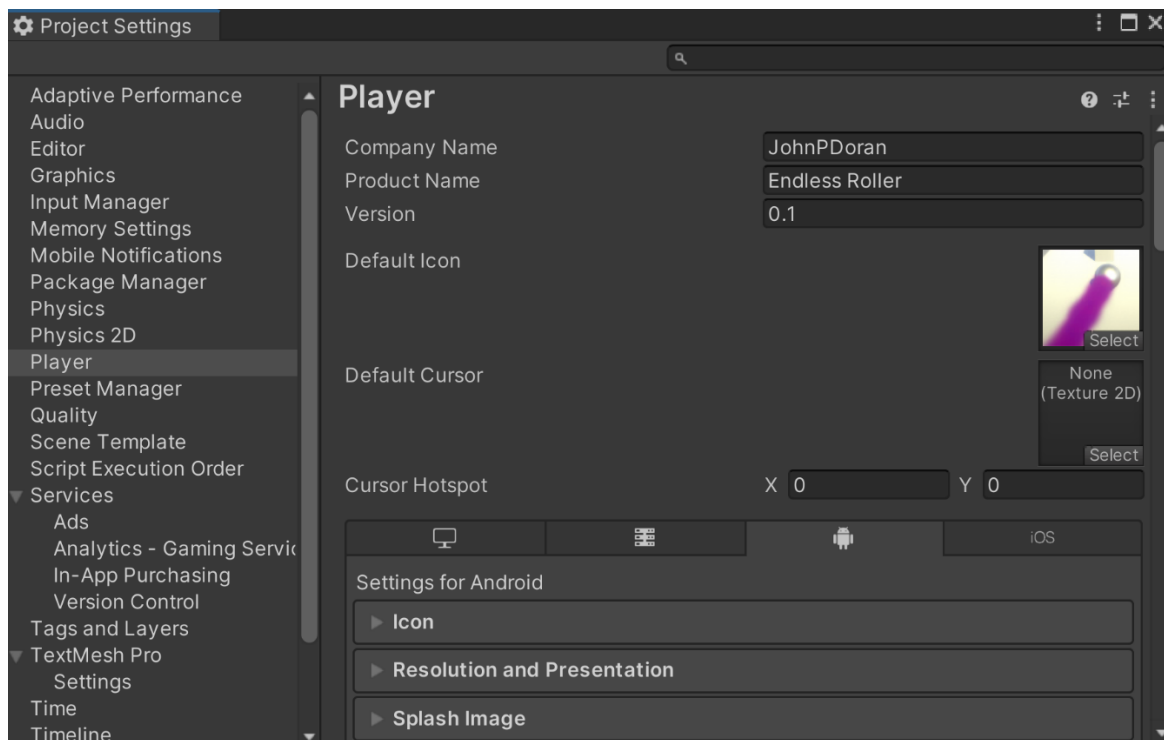 Project Settings
Adaptive Performance
Audio
Editor
Graphics
Input Manager
Memory Settings
Mobile Notifications
Package Manager
Physics
Physics 2D
Player
Preset Manager
Quality
Scene Template
Script Execution Order
Services
Ads
Analytics - Gaming Servic
In-App Purchasing
Version Control
Tags and Layers
TextMesh Pro
Settings
Time
Timeline
Player
Company Name JohnPDoran
Product Name Endless Roller
Version 0.1
Default Icon
Select
Default Cursor
None
(Texture 2D)
Select
Cursor Hotspot X 0 Y 0
iOS
Settings for Android
Icon
Resolution and Presentation
Splash Image